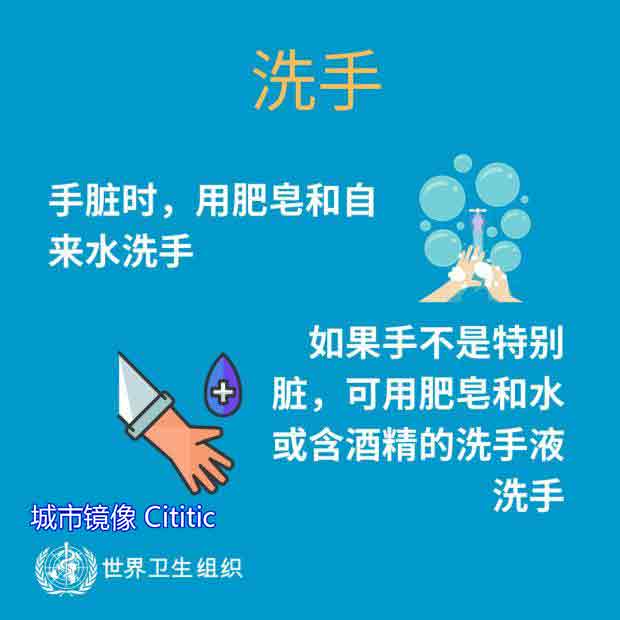 洗手
手脏时，用肥皂和自
来水洗手
如果手不是特别
脏，可用肥皂和水
或含酒精的洗手液
洗手
城市镜像 Cititic
世界卫生组织